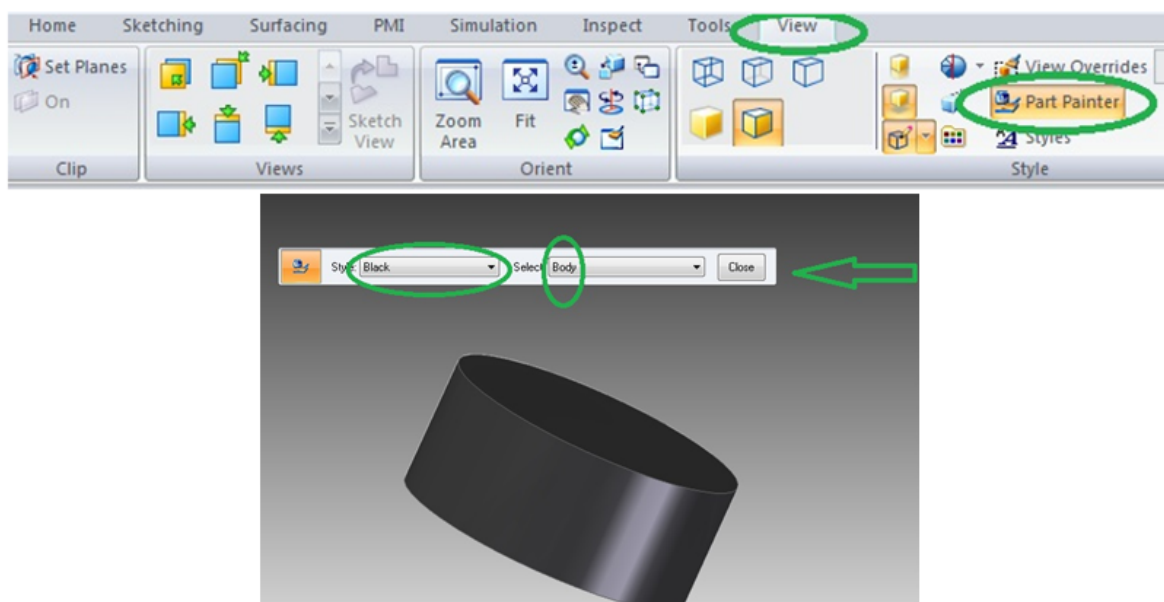 Home Sketching Surfacing PMI Simulation Inspect Tools View
Set Planes
On
Clip
Sketch
View
Views
Zoom
Area
Fit
Orient
View Overrides
Part Painter
Styles
Style
Style: Black Select: Body Close